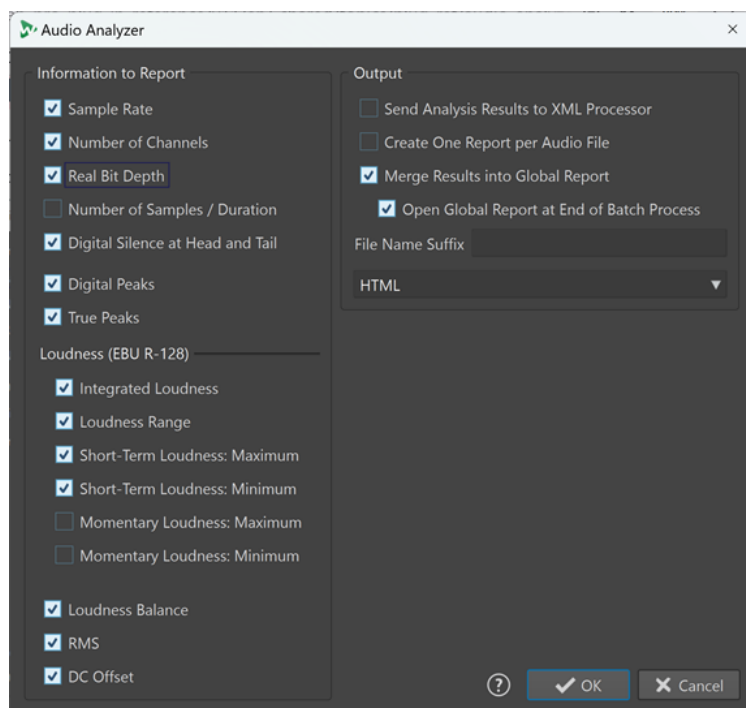 Audio Analyzer
Information to Report
Sample Rate
Number of Channels
Real Bit Depth
Number of Samples / Duration
Digital Silence at Head and Tail
Digital Peaks
True Peaks
Loudness (EBU R-128)
Integrated Loudness
Loudness Range
Short-Term Loudness: Maximum
Short-Term Loudness: Minimum
Momentary Loudness: Maximum
Momentary Loudness: Minimum
Loudness Balance
RMS
DC Offset
Output
Send Analysis Results to XML Processor
Create One Report per Audio File
Merge Results into Global Report
Open Global Report at End of Batch Process
File Name Suffix
HTML
? OK Cancel